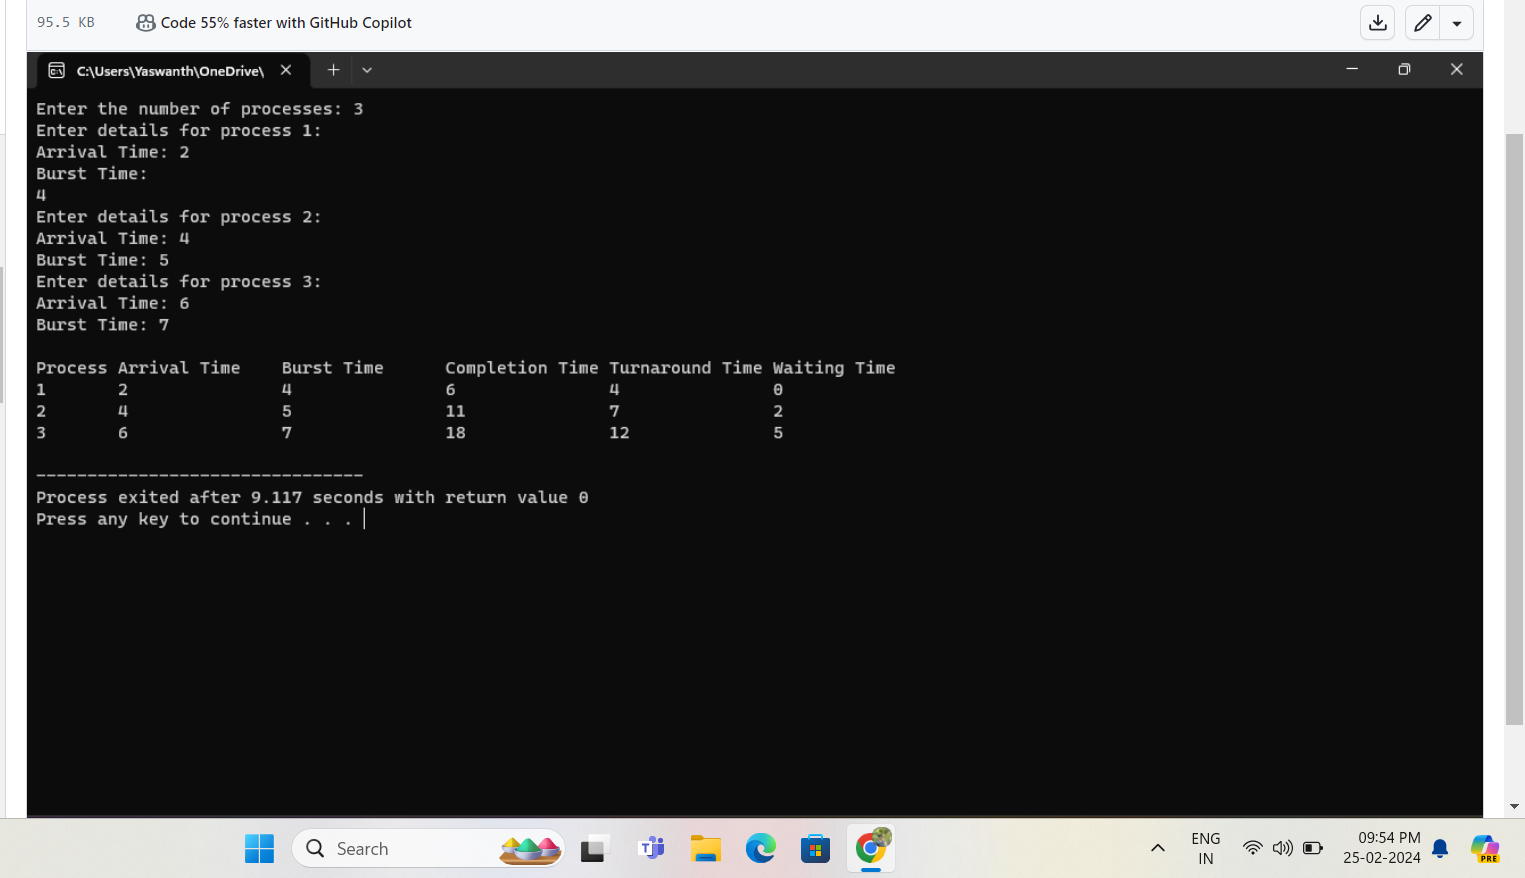 95.5 KB Code 55% faster with GitHub Copilot
C:\Users\Yaswanth\OneDrive\
Enter the number of processes: 3
Enter details for process 1:
Arrival Time: 2
Burst Time:
4
Enter details for process 2:
Arrival Time: 4
Burst Time: 5
Enter details for process 3:
Arrival Time: 6
Burst Time: 7
Process Arrival Time Burst Time Completion Time Turnaround Time Waiting Time
1 2 4 6 4 0
2 4 5 11 7 2
3 6 7 18 12 5
--------------------------------
Process exited after 9.117 seconds with return value 0
Press any key to continue . . .
Search
ENG
IN
09:54 PM
25-02-2024
PRE